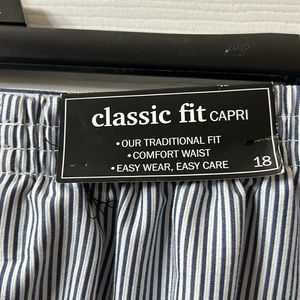 classic fit CAPRI
•OUR TRADITIONAL FIT
•COMFORT WAIST
•EASY WEAR, EASY CARE
18